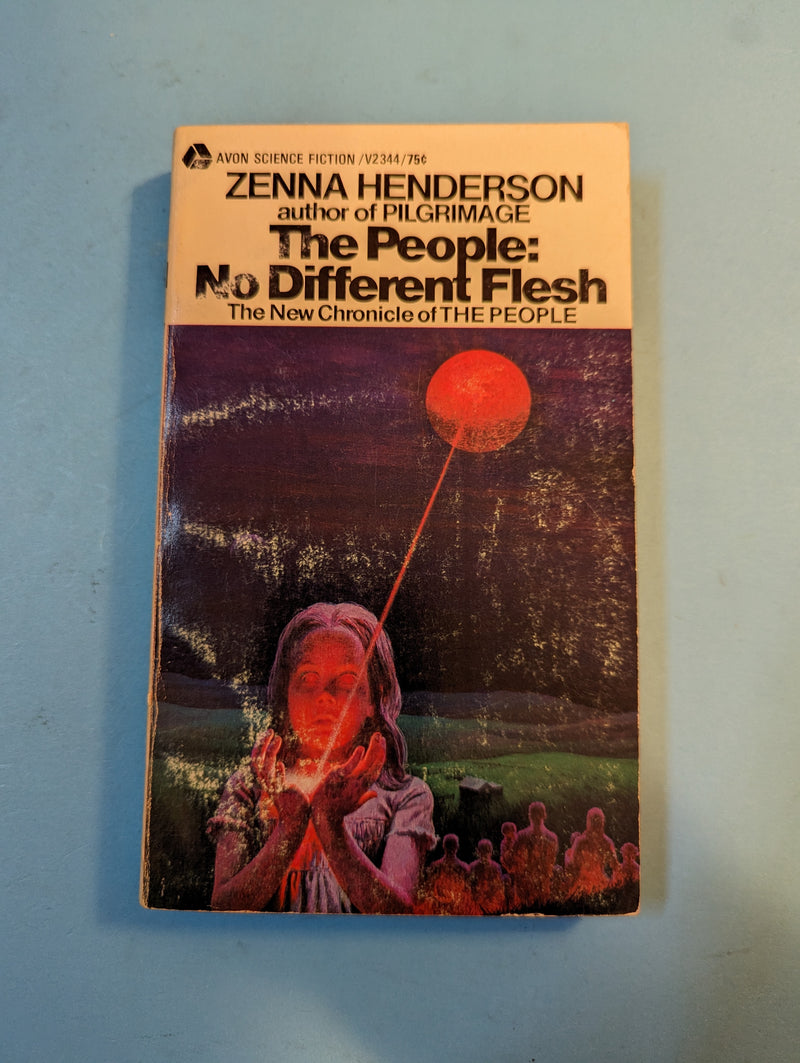 AVON SCIENCE FICTION /V2344/75¢
ZENNA HENDERSON
author of PILGRIMAGE
The People:
No Different Flesh
The New Chronicle of THE PEOPLE